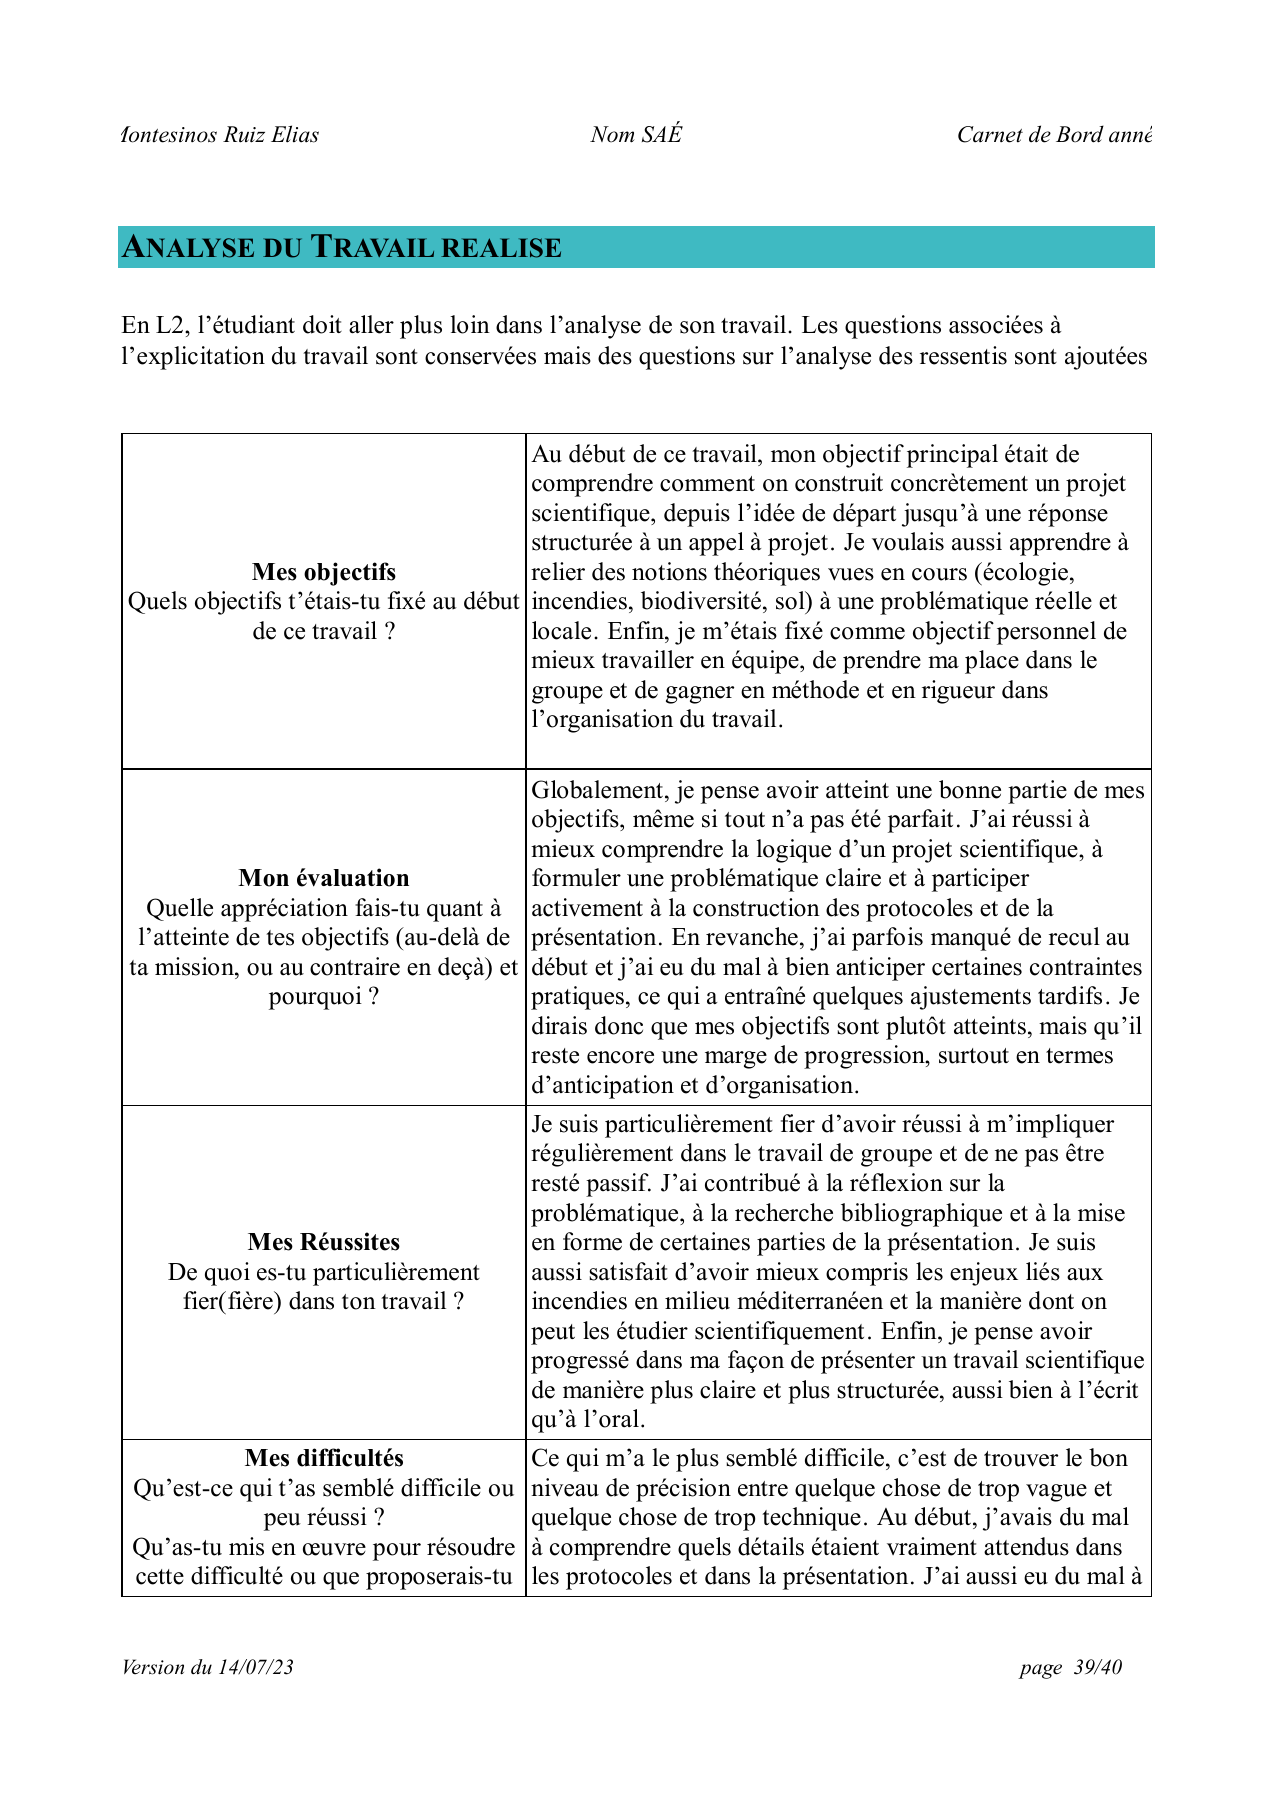 Montesinos Ruiz Elias Nom SAÉ Carnet de Bord anné
ANALYSE DU TRAVAIL REALISE
En L2, l’étudiant doit aller plus loin dans l’analyse de son travail. Les questions associées à
l’explicitation du travail sont conservées mais des questions sur l’analyse des ressentis sont ajoutées
Mes objectifs
Quels objectifs t’étais-tu fixé au début
de ce travail ?
Au début de ce travail, mon objectif principal était de
comprendre comment on construit concrètement un projet
scientifique, depuis l’idée de départ jusqu’à une réponse
structurée à un appel à projet. Je voulais aussi apprendre à
relier des notions théoriques vues en cours (écologie,
incendies, biodiversité, sol) à une problématique réelle et
locale. Enfin, je m’étais fixé comme objectif personnel de
mieux travailler en équipe, de prendre ma place dans le
groupe et de gagner en méthode et en rigueur dans
l’organisation du travail.
Mon évaluation
Quelle appréciation fais-tu quant à
l’atteinte de tes objectifs (au-delà de
ta mission, ou au contraire en deçà) et
pourquoi ?
Globalement, je pense avoir atteint une bonne partie de mes
objectifs, même si tout n’a pas été parfait. J’ai réussi à
mieux comprendre la logique d’un projet scientifique, à
formuler une problématique claire et à participer
activement à la construction des protocoles et de la
présentation. En revanche, j’ai parfois manqué de recul au
début et j’ai eu du mal à bien anticiper certaines contraintes
pratiques, ce qui a entraîné quelques ajustements tardifs. Je
dirais donc que mes objectifs sont plutôt atteints, mais qu’il
reste encore une marge de progression, surtout en termes
d’anticipation et d’organisation.
Mes Réussites
De quoi es-tu particulièrement
fier(fière) dans ton travail ?
Je suis particulièrement fier d’avoir réussi à m’impliquer
régulièrement dans le travail de groupe et de ne pas être
resté passif. J’ai contribué à la réflexion sur la
problématique, à la recherche bibliographique et à la mise
en forme de certaines parties de la présentation. Je suis
aussi satisfait d’avoir mieux compris les enjeux liés aux
incendies en milieu méditerranéen et la manière dont on
peut les étudier scientifiquement. Enfin, je pense avoir
progressé dans ma façon de présenter un travail scientifique
de manière plus claire et plus structurée, aussi bien à l’écrit
qu’à l’oral.
Mes difficultés
Qu’est-ce qui t’as semblé difficile ou
peu réussi ?
Qu’as-tu mis en œuvre pour résoudre
cette difficulté ou que proposerais-tu
Ce qui m’a le plus semblé difficile, c’est de trouver le bon
niveau de précision entre quelque chose de trop vague et
quelque chose de trop technique. Au début, j’avais du mal
à comprendre quels détails étaient vraiment attendus dans
les protocoles et dans la présentation. J’ai aussi eu du mal à
Version du 14/07/23 page 39/40